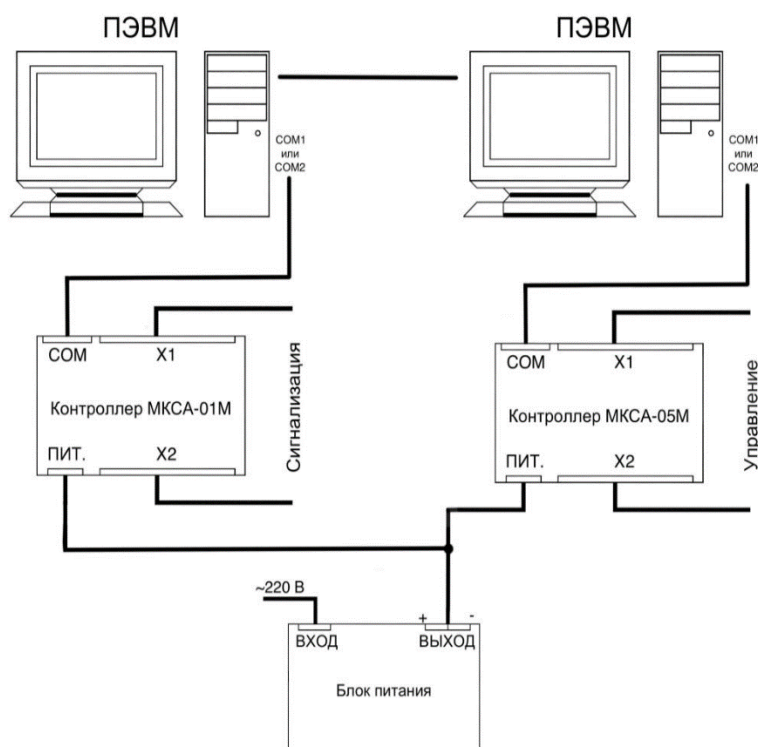 ПЭВМ
ПЭВМ
COM1
или
COM2
COM1
или
COM2
COM
X1
Контроллер МКСА-01М
ПИТ.
X2
Сигнализация
COM
X1
Контроллер МКСА-05М
ПИТ.
X2
Управление
~220 В
+
-
ВХОД
ВЫХОД
Блок питания